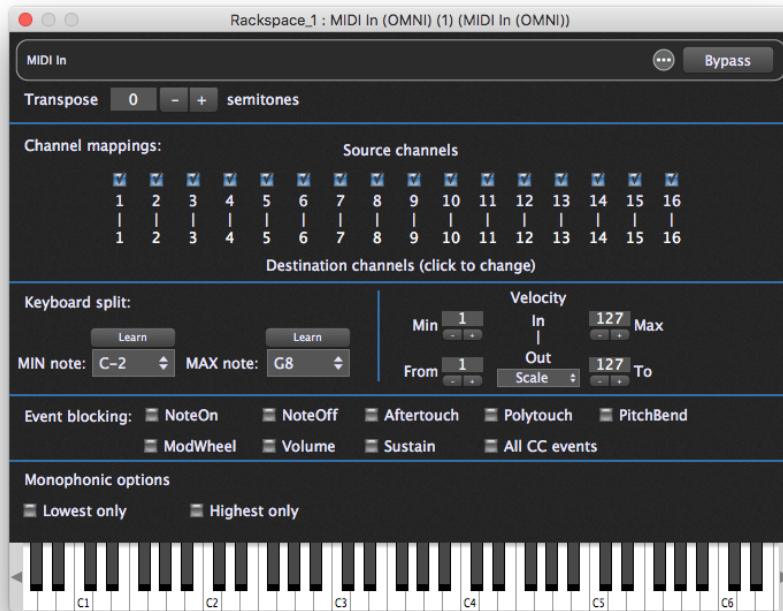 Rackspace_1 : MIDI In (OMNI) (1) (MIDI In (OMNI))
MIDI In ••• Bypass
Transpose 0 - + semitones
Channel mappings:
Source channels
1 2 3 4 5 6 7 8 9 10 11 12 13 14 15 16
| | | | | | | | | | | | | | | |
1 2 3 4 5 6 7 8 9 10 11 12 13 14 15 16
Destination channels (click to change)
Keyboard split:
Learn Learn
MIN note: C-2 MAX note: G8
Velocity
Min 1 In 127 Max
- + | - +
Out
From 1 Scale 127 To
- + - +
Event blocking: NoteOn NoteOff Aftertouch Polytouch PitchBend
ModWheel Volume Sustain All CC events
Monophonic options
Lowest only Highest only
C1 C2 C3 C4 C5 C6